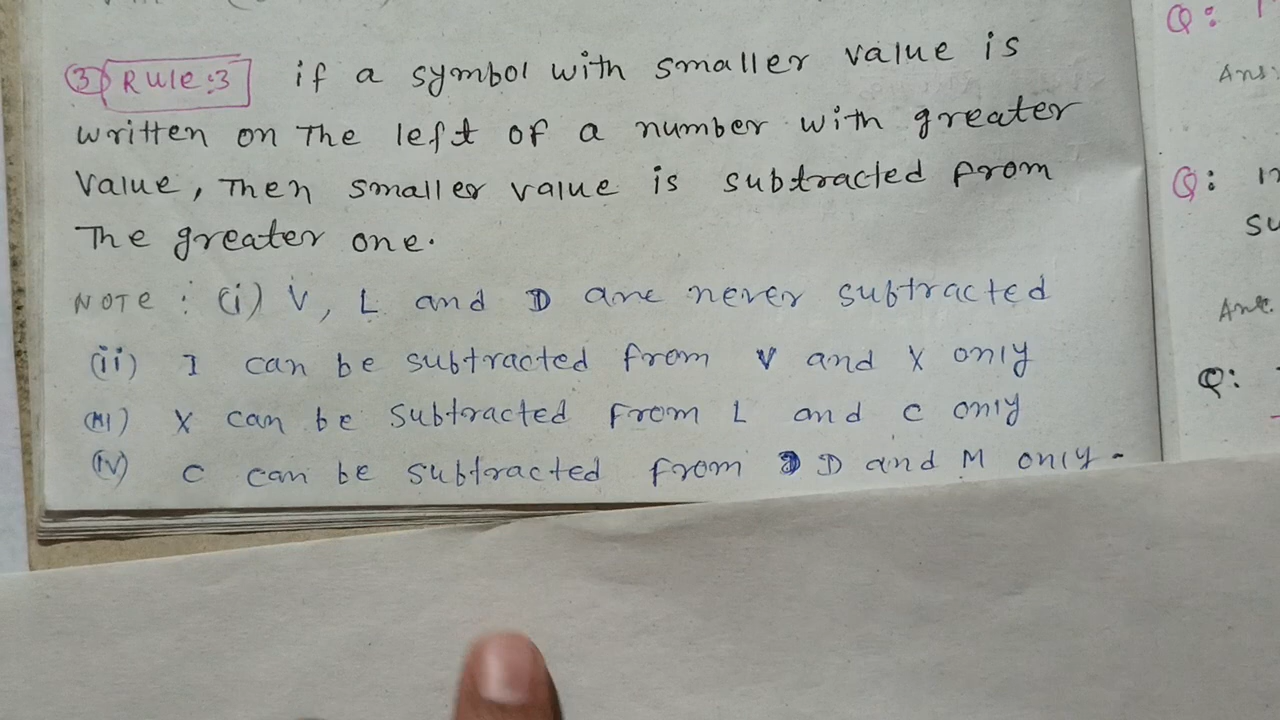 ③ Rule:3 if a symbol with smaller value is
written on The left of a number with greater
value, Then smaller value is subtracted from
The greater one.
NOTE : (i) V, L and D are never subtracted
(ii) I can be subtracted from V and X only
(iii) X can be subtracted from L and C only
(iv) C can be subtracted from D D and M only.
Q:
Ans:
Q:
Q: